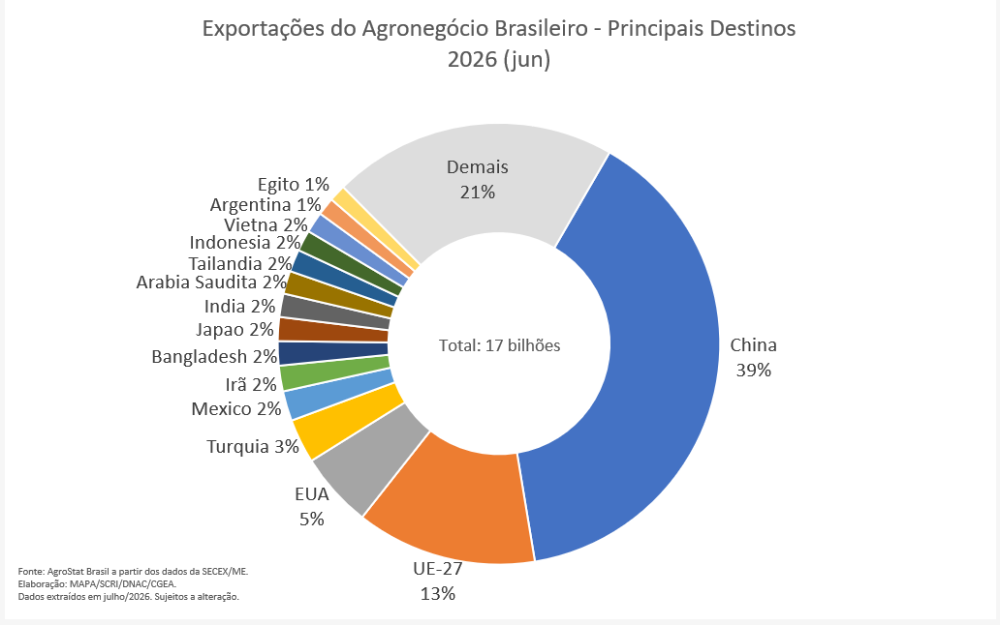 Exportações do Agronegócio Brasileiro - Principais Destinos
2026 (jun)
Demais
21%
Egito 1%
Argentina 1%
Vietna 2%
Indonesia 2%
Tailandia 2%
Arabia Saudita 2%
India 2%
Japao 2%
Bangladesh 2%
Irã 2%
Mexico 2%
Turquia 3%
EUA
5%
UE-27
13%
China
39%
Total: 17 bilhões
Fonte: AgroStat Brasil a partir dos dados da SECEX/ME.
Elaboração: MAPA/SCRI/DNAC/CGEA.
Dados extraídos em julho/2026. Sujeitos a alteração.